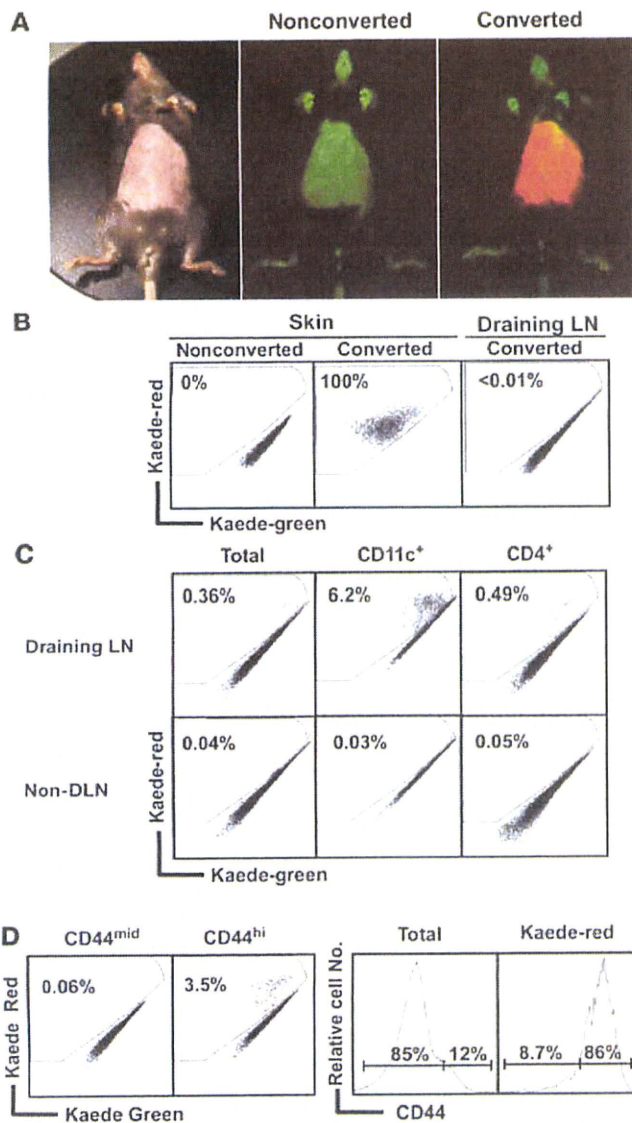 A
Nonconverted Converted
B
Skin Draining LN
Nonconverted Converted Converted
0% 100% <0.01%
Kaede-red
Kaede-green
C
Total CD11c+ CD4+
Draining LN
0.36% 6.2% 0.49%
Non-DLN
0.04% 0.03% 0.05%
Kaede-red
Kaede-green
D
CD44mid CD44hi Total Kaede-red
0.06% 3.5%
Kaede Red
Kaede Green
Relative cell No.
85% 12% 8.7% 86%
CD44